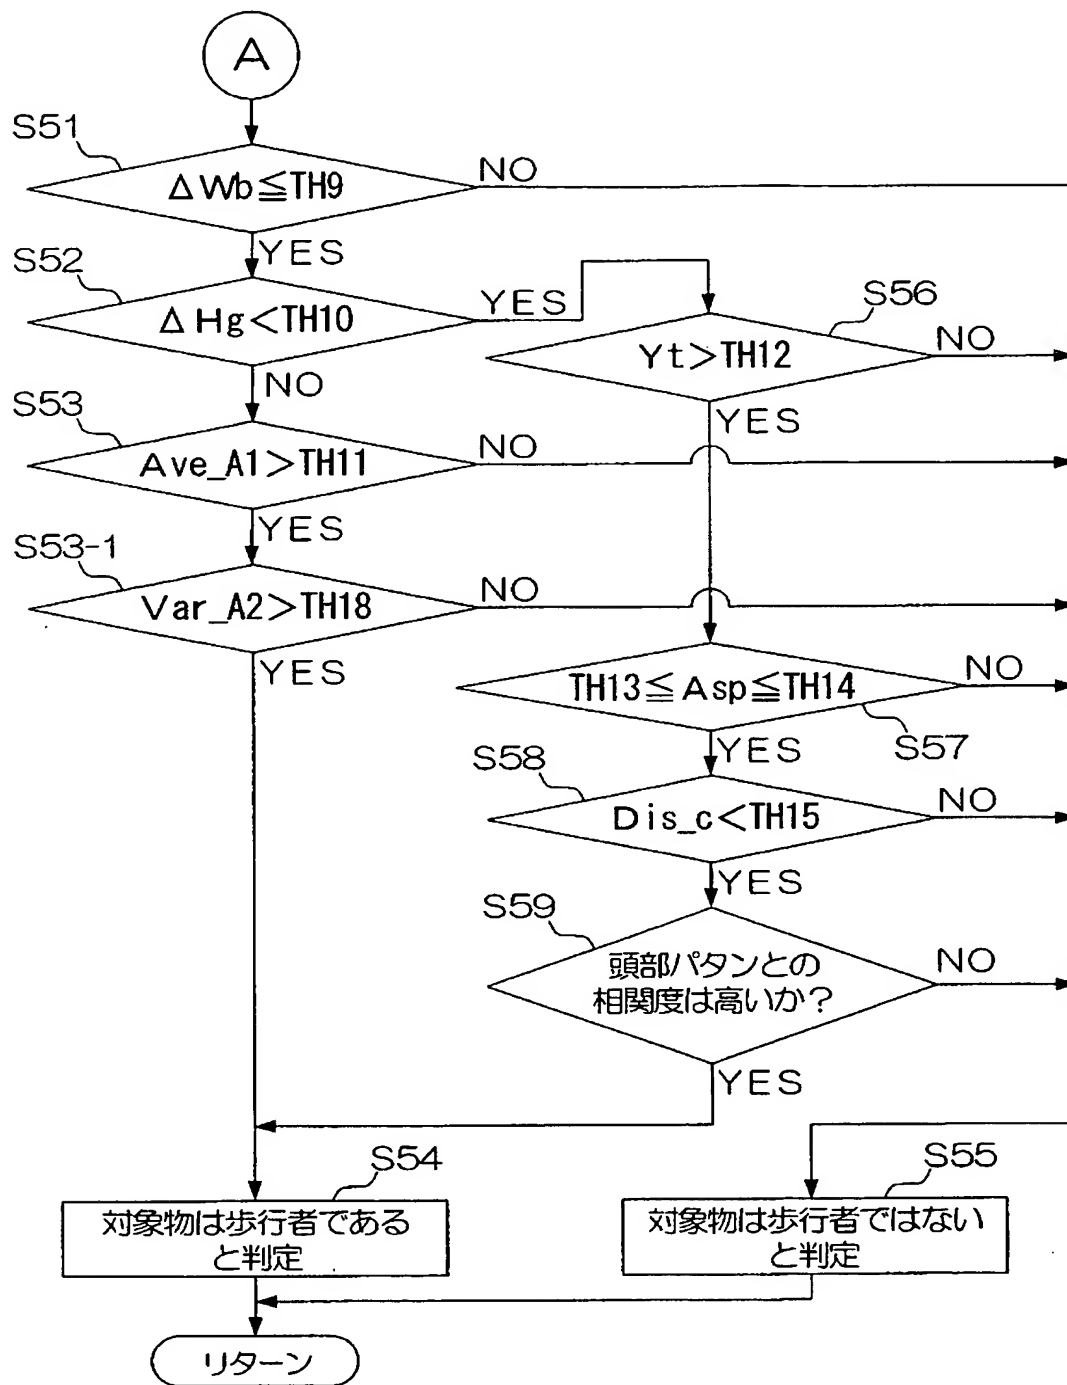 A
S51
ΔWb≦TH9
NO
YES
S52
ΔHg<TH10
YES
NO
S56
Yt>TH12
NO
YES
S53
Ave_A1>TH11
NO
YES
S53-1
Var_A2>TH18
NO
YES
TH13≦Asp≦TH14
NO
YES
S57
S58
Dis_c<TH15
NO
YES
S59
頭部パタンとの
相関度は高いか?
NO
YES
S54
対象物は歩行者である
と判定
S55
対象物は歩行者ではない
と判定
リターン